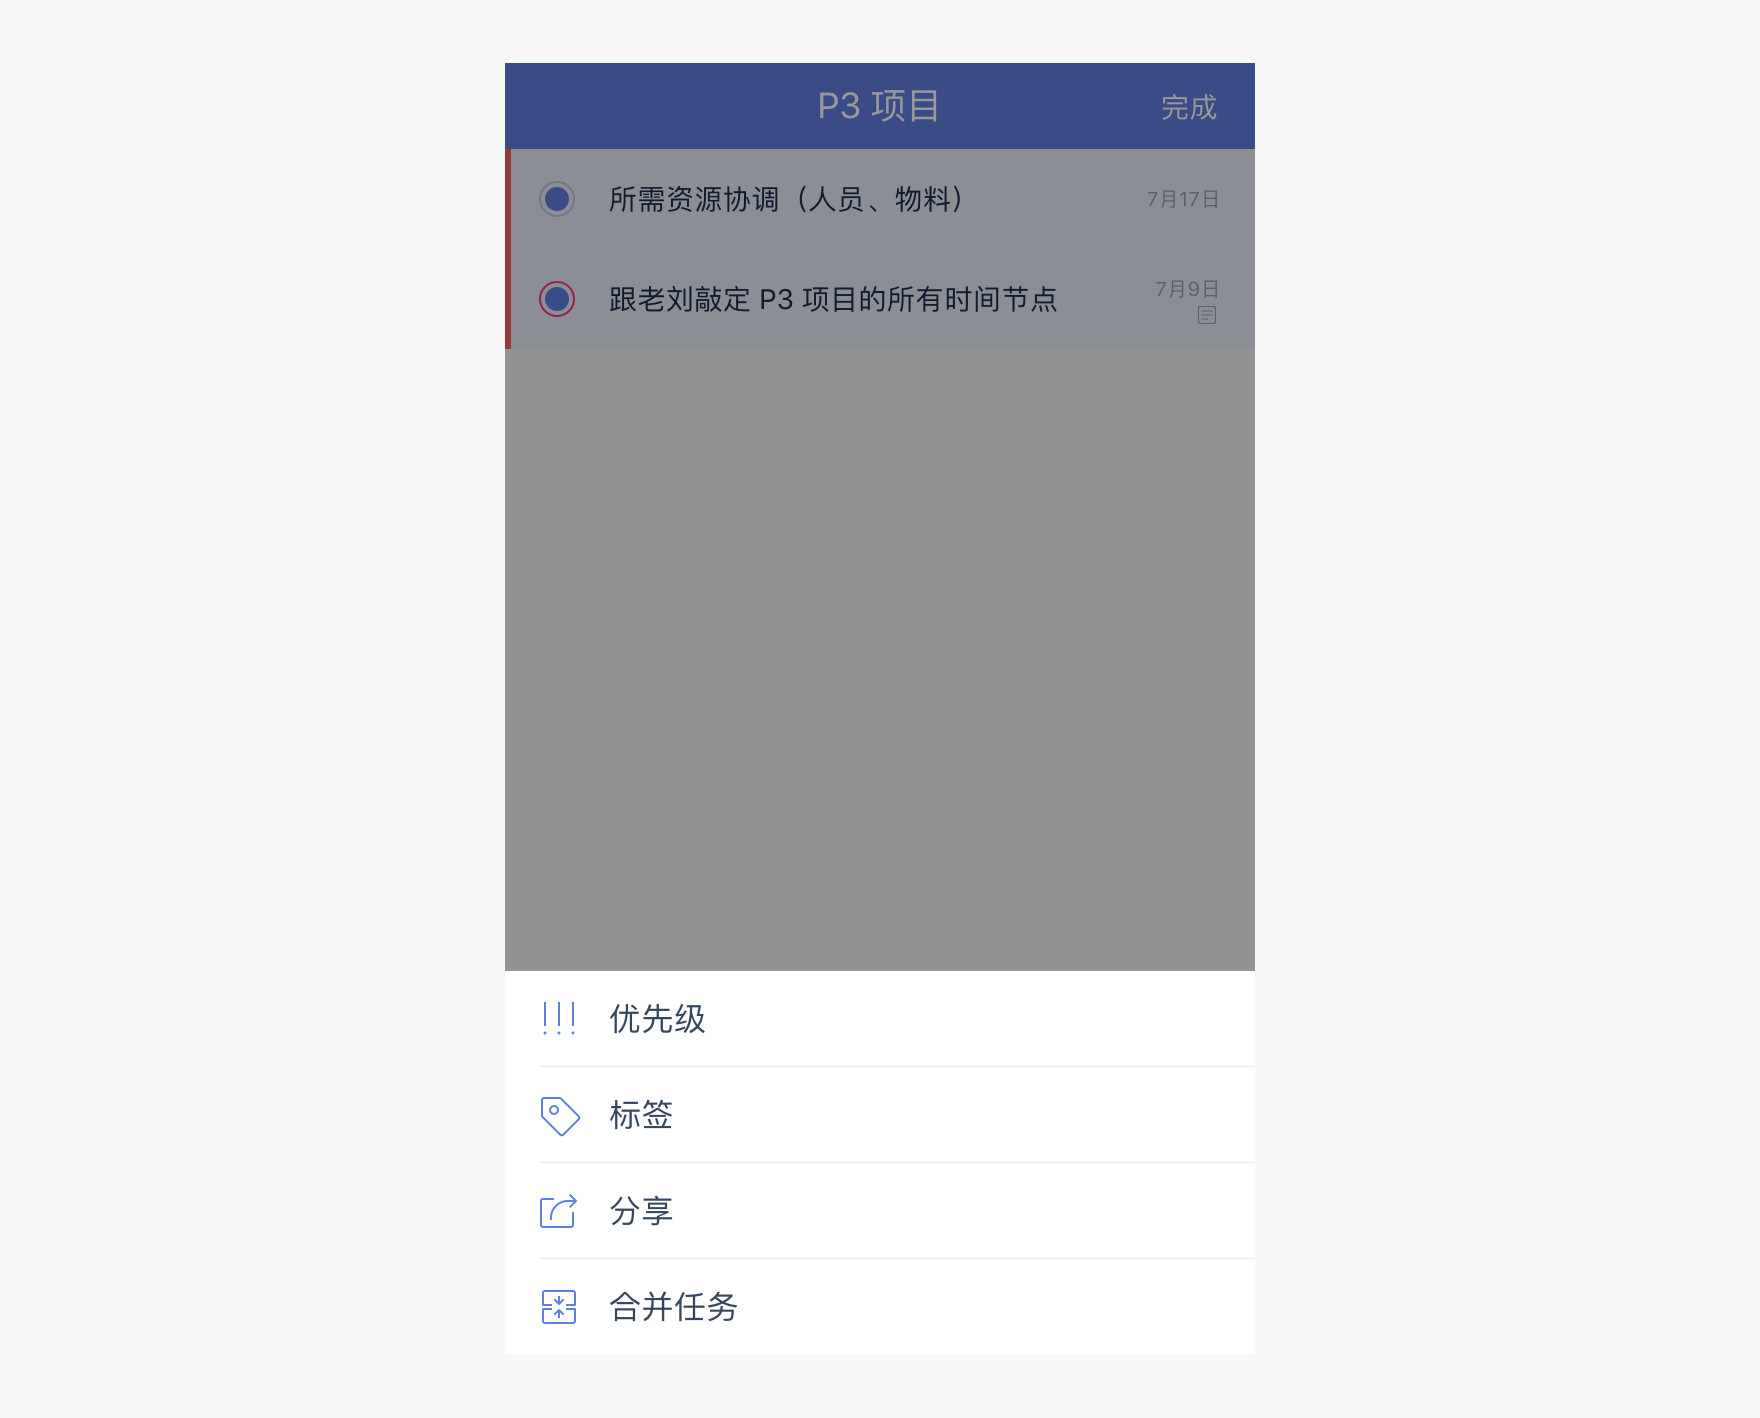 P3 项目
完成
所需资源协调（人员、物料）
7月17日
跟老刘敲定 P3 项目的所有时间节点
7月9日
优先级
标签
分享
合并任务